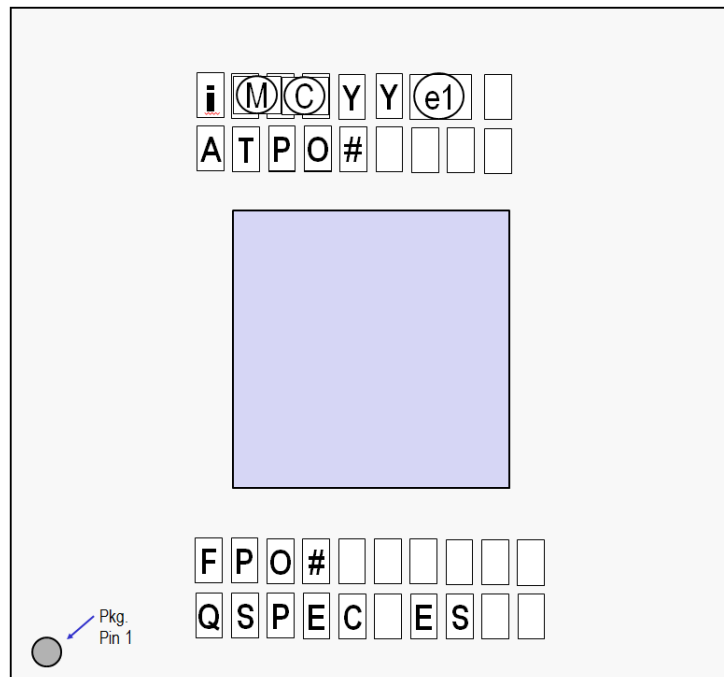 i Ⓜ Ⓒ Y Y e1
A T P O #
F P O #
Q S P E C E S
Pkg.
Pin 1